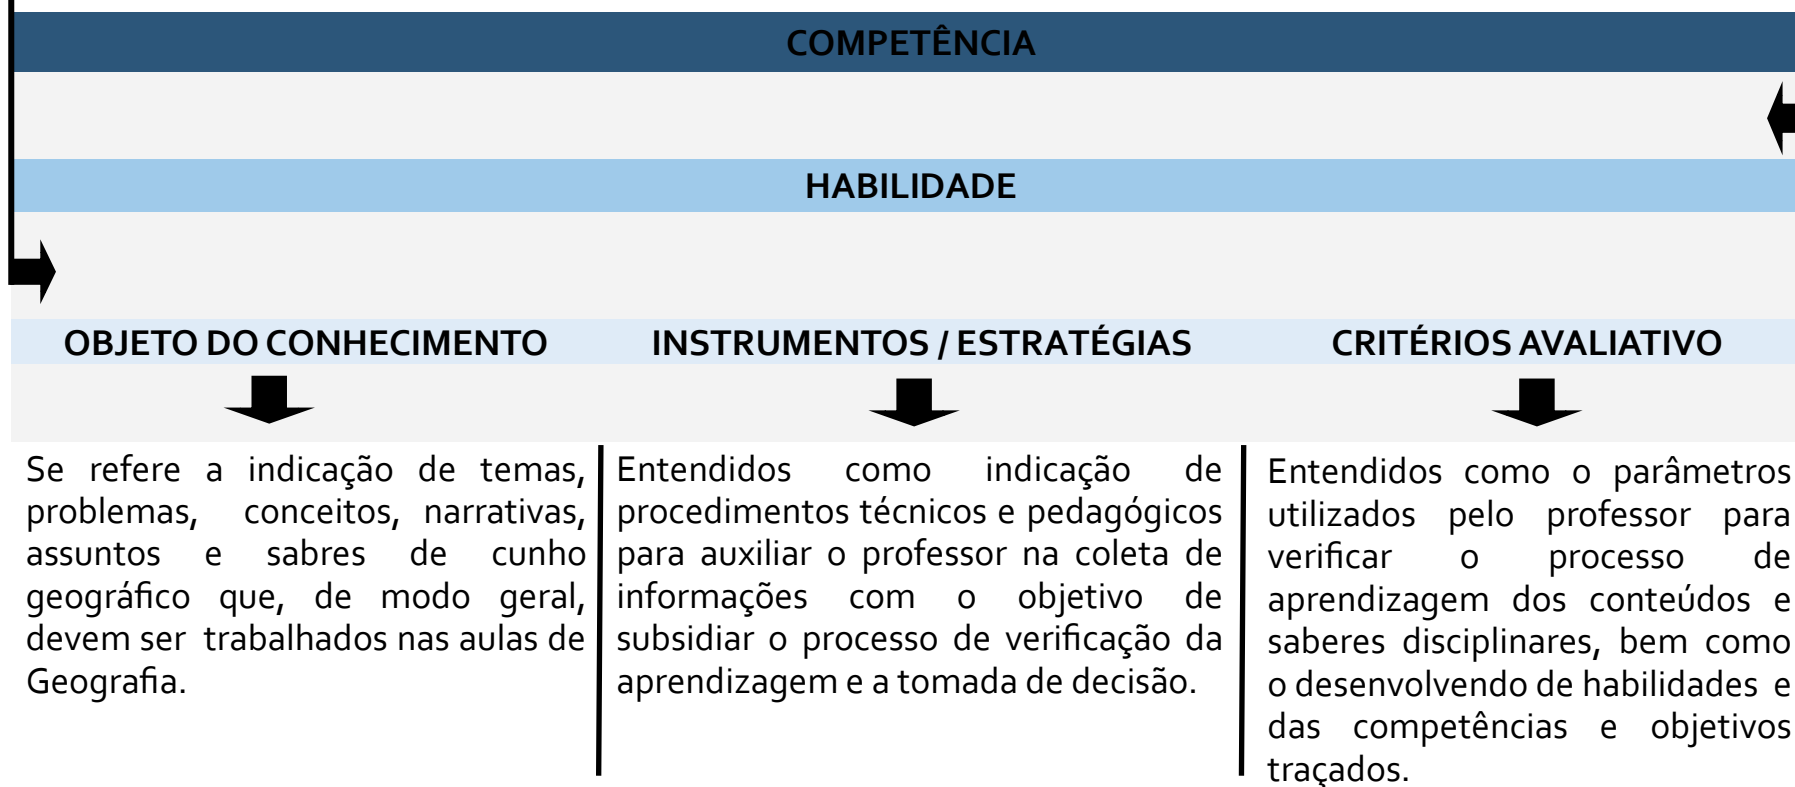 COMPETÊNCIA
HABILIDADE
OBJETO DO CONHECIMENTO
INSTRUMENTOS / ESTRATÉGIAS
CRITÉRIOS AVALIATIVO
Se refere a indicação de temas,
problemas, conceitos, narrativas,
assuntos e sabres de cunho
geográfico que, de modo geral,
devem ser trabalhados nas aulas de
Geografia.
Entendidos como indicação de
procedimentos técnicos e pedagógicos
para auxiliar o professor na coleta de
informações com o objetivo de
subsidiar o processo de verificação da
aprendizagem e a tomada de decisão.
Entendidos como o parâmetros
utilizados pelo professor para
verificar o processo de
aprendizagem dos conteúdos e
saberes disciplinares, bem como
o desenvolvendo de habilidades e
das competências e objetivos
traçados.